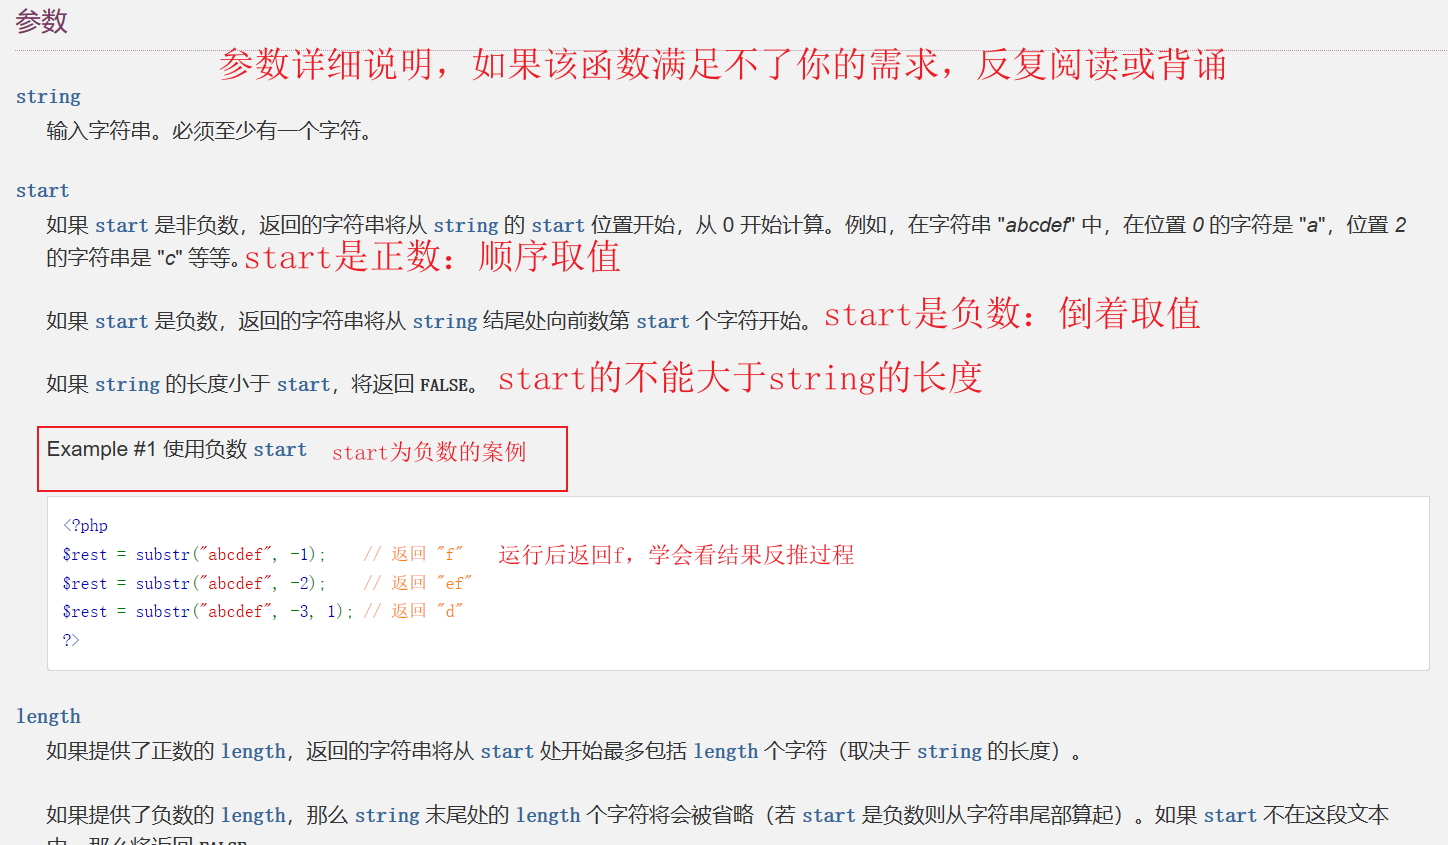 参数
参数详细说明，如果该函数满足不了你的需求，反复阅读或背诵
string
输入字符串。必须至少有一个字符。
start
如果 start 是非负数，返回的字符串将从 string 的 start 位置开始，从 0 开始计算。例如，在字符串 "abcdef" 中，在位置 0 的字符是 "a"，位置 2
的字符串是 "c" 等等。start是正数：顺序取值
如果 start 是负数，返回的字符串将从 string 结尾处向前数第 start 个字符开始。start是负数：倒着取值
如果 string 的长度小于 start，将返回 FALSE。 start的不能大于string的长度
Example #1 使用负数 start start为负数的案例
<?php
$rest = substr("abcdef", -1);    // 返回 "f" 运行后返回f，学会看结果反推过程
$rest = substr("abcdef", -2);    // 返回 "ef"
$rest = substr("abcdef", -3, 1); // 返回 "d"
?>
length
如果提供了正数的 length，返回的字符串将从 start 处开始最多包括 length 个字符（取决于 string 的长度）。
如果提供了负数的 length，那么 string 末尾处的 length 个字符将会被省略（若 start 是负数则从字符串尾部算起）。如果 start 不在这段文本
中，那么将返回 FALSE